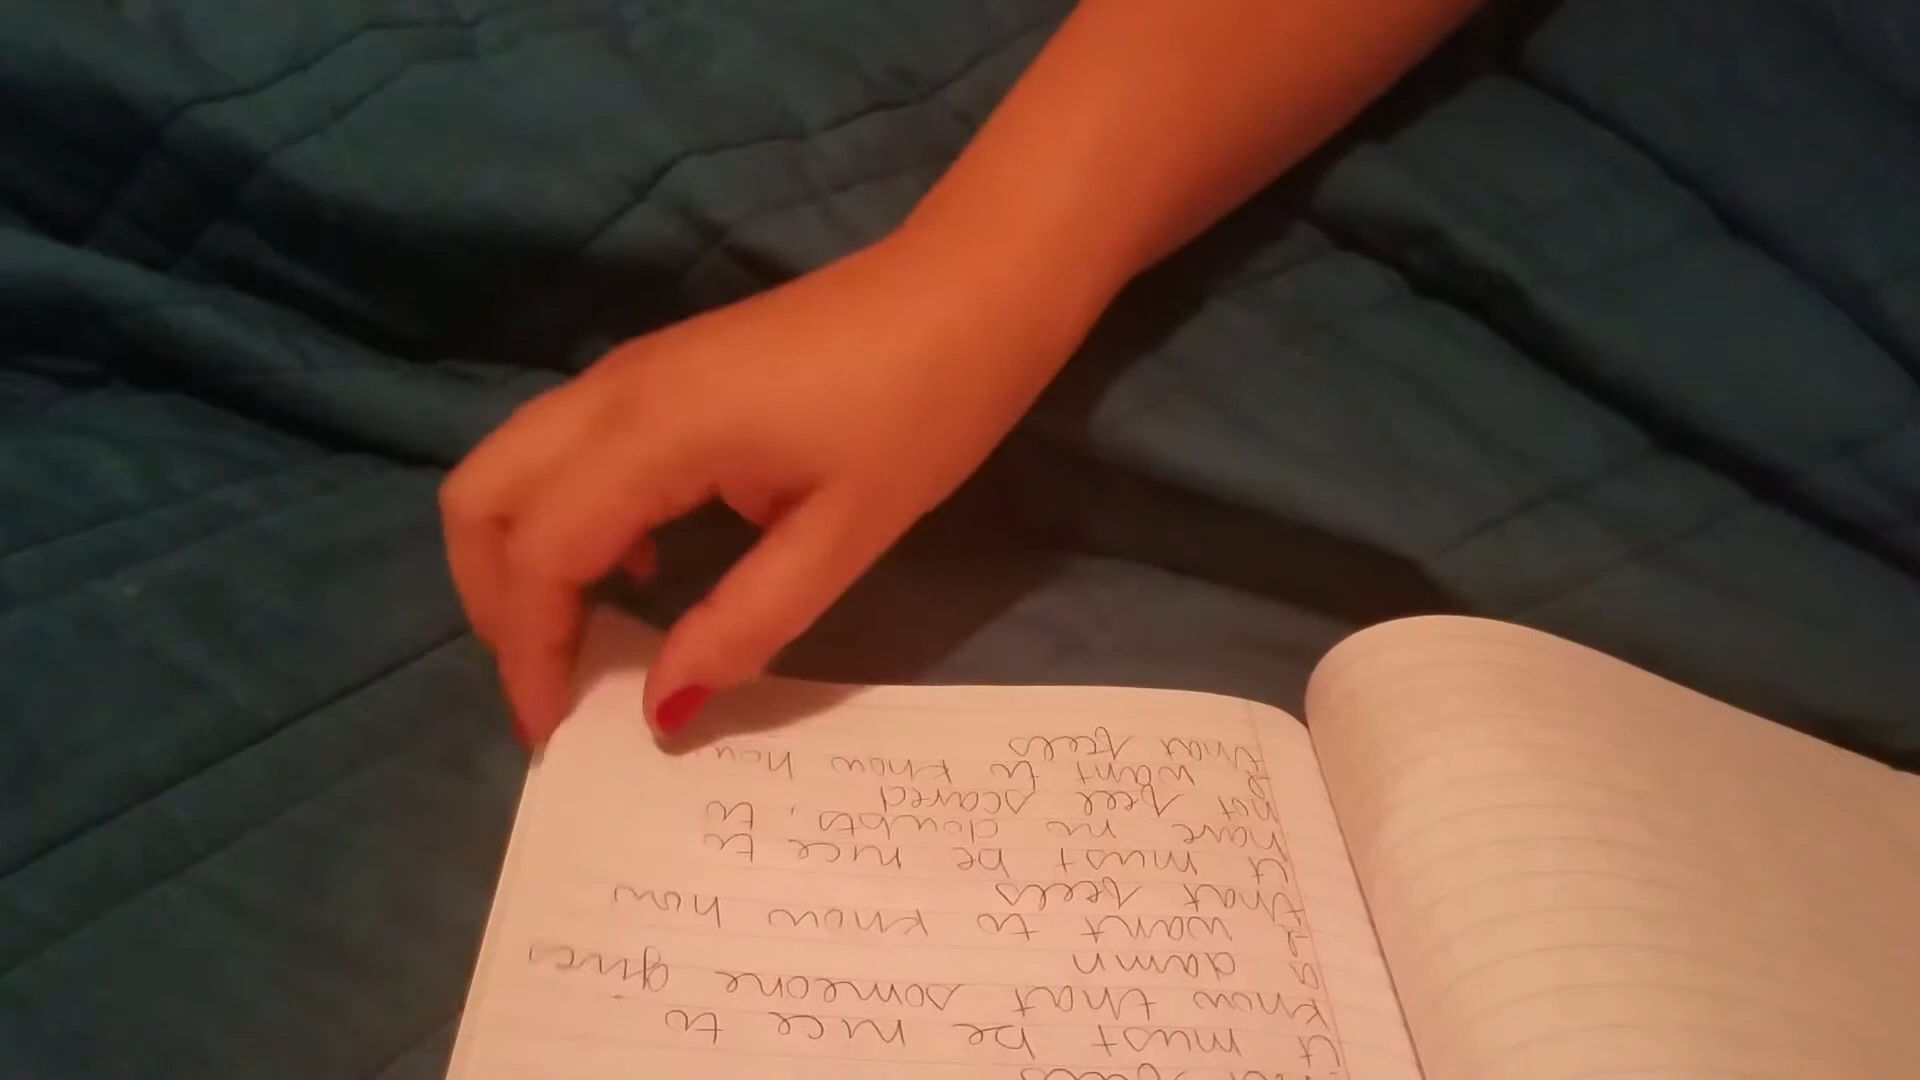 feels
it must be nice to
know that someone gives
a damn
I want to know how
that feels
it must be nice to
have no doubts, to
not feel scared
I want to know how
that feels